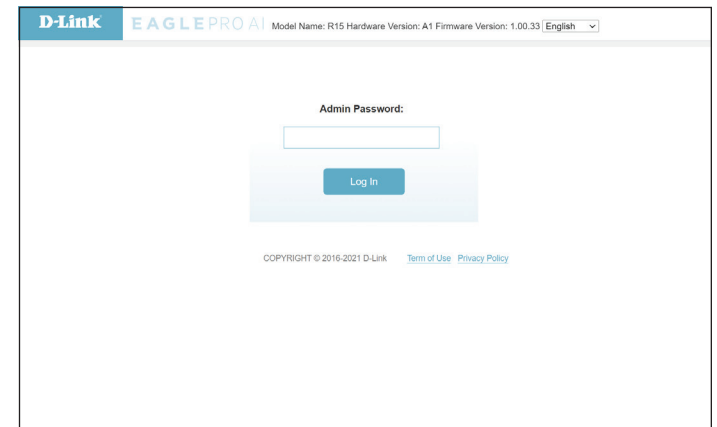 D-Link EAGLE PRO AI Model Name: R15 Hardware Version: A1 Firmware Version: 1.00.33 English
Admin Password:
Log In
COPYRIGHT © 2016-2021 D-Link Term of Use Privacy Policy